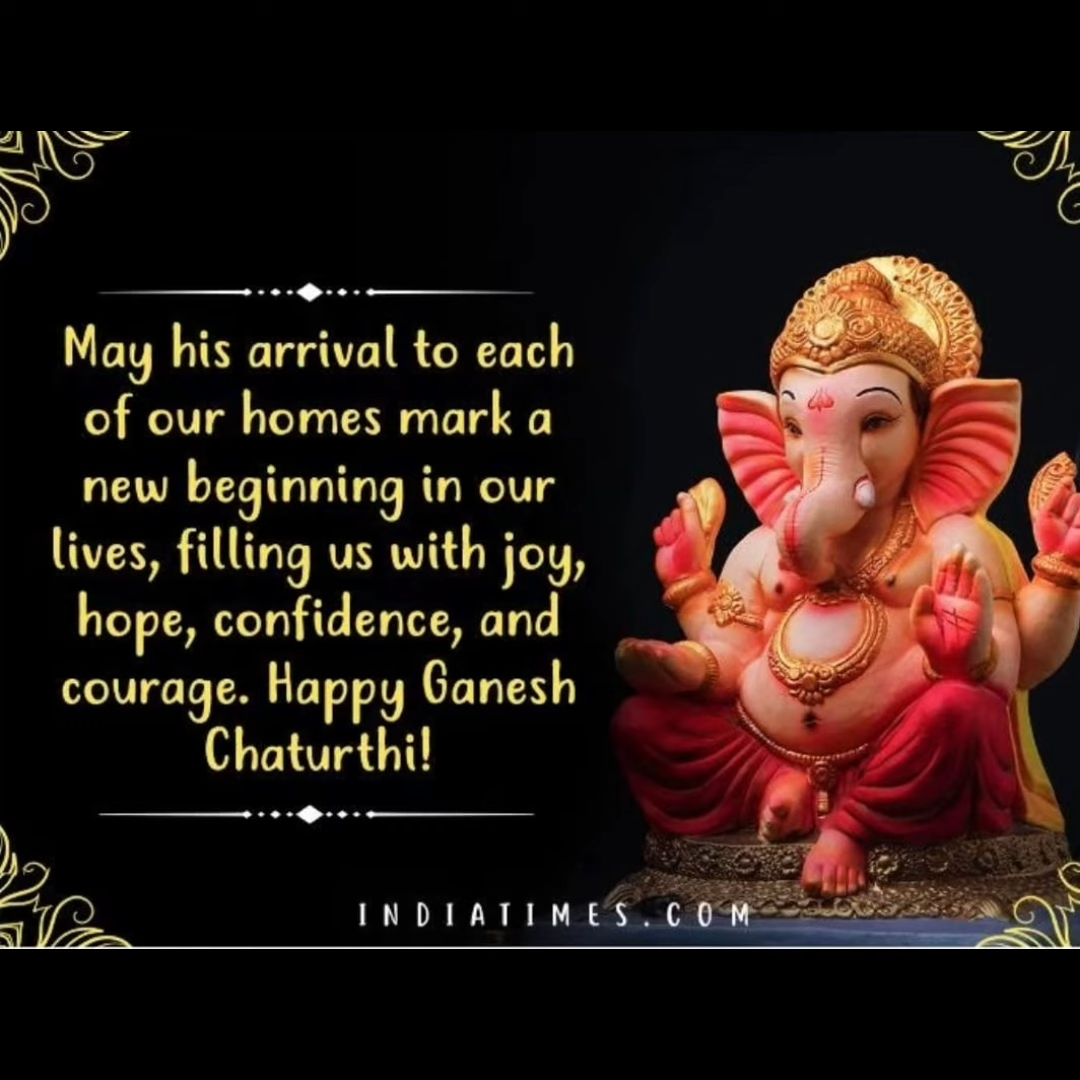 May his arrival to each
of our homes mark a
new beginning in our
lives, filling us with joy,
hope, confidence, and
courage. Happy Ganesh
Chaturthi!
INDIATIMES.COM